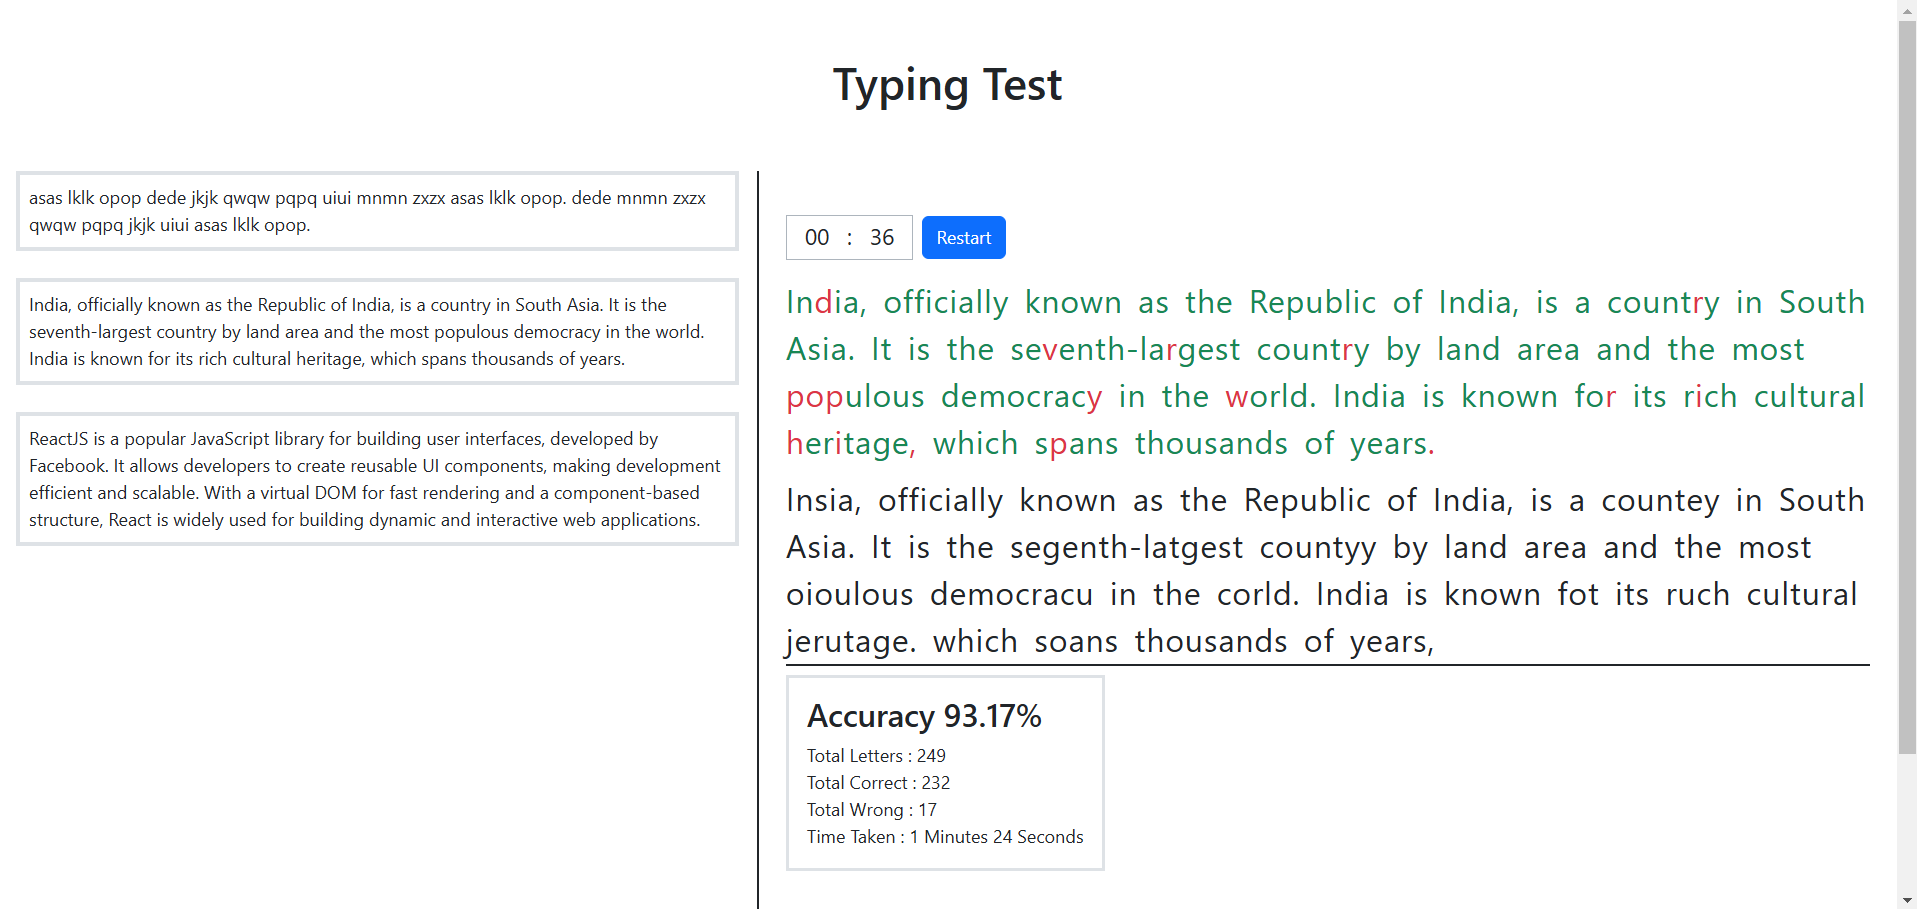 Typing Test
asas lklk opop dede jkjk qwqw pqpq uiui mnmn zxzx asas lklk opop. dede mnmn zxzx
qwqw pqpq jkjk uiui asas lklk opop.
India, officially known as the Republic of India, is a country in South Asia. It is the
seventh-largest country by land area and the most populous democracy in the world.
India is known for its rich cultural heritage, which spans thousands of years.
ReactJS is a popular JavaScript library for building user interfaces, developed by
Facebook. It allows developers to create reusable UI components, making development
efficient and scalable. With a virtual DOM for fast rendering and a component-based
structure, React is widely used for building dynamic and interactive web applications.
00 : 36 Restart
India, officially known as the Republic of India, is a country in South
Asia. It is the seventh-largest country by land area and the most
populous democracy in the world. India is known for its rich cultural
heritage, which spans thousands of years.
Insia, officially known as the Republic of India, is a countey in South
Asia. It is the segenth-latgest countyy by land area and the most
oioulous democracu in the corld. India is known fot its ruch cultural
jerutage. which soans thousands of years,
Accuracy 93.17%
Total Letters : 249
Total Correct : 232
Total Wrong : 17
Time Taken : 1 Minutes 24 Seconds